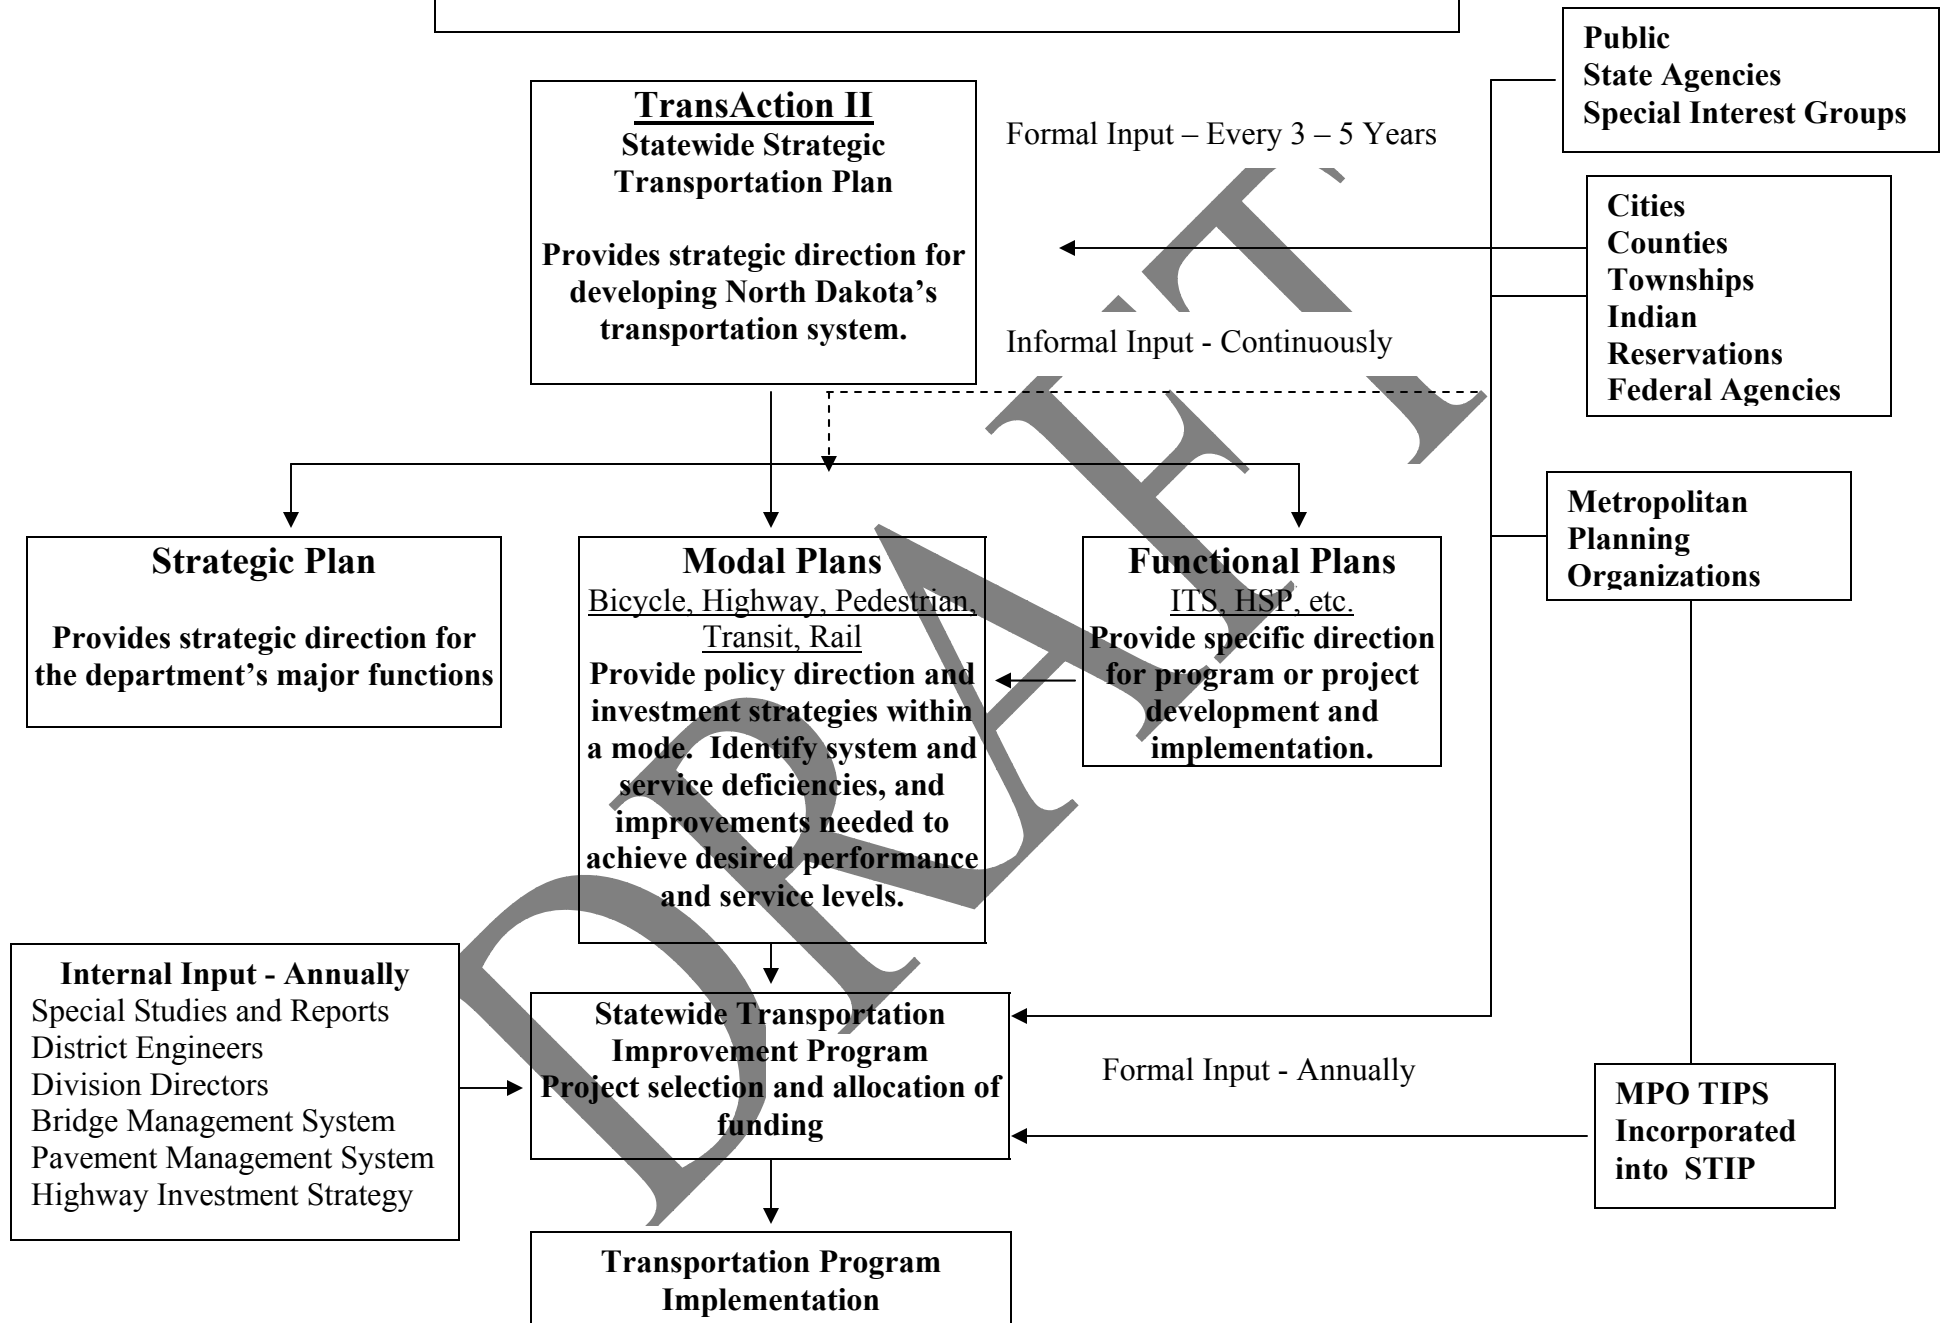 Public
State Agencies
Special Interest Groups
TransAction II
Statewide Strategic
Transportation Plan
Provides strategic direction for
developing North Dakota’s
transportation system.
Formal Input – Every 3 – 5 Years
Informal Input - Continuously
Cities
Counties
Townships
Indian
Reservations
Federal Agencies
Metropolitan
Planning
Organizations
Strategic Plan
Provides strategic direction for
the department’s major functions
Modal Plans
Bicycle, Highway, Pedestrian,
Transit, Rail
Provide policy direction and
investment strategies within
a mode.  Identify system and
service deficiencies, and
improvements needed to
achieve desired performance
and service levels.
Functional Plans
ITS, HSP, etc.
Provide specific direction
for program or project
development and
implementation.
Internal Input - Annually
Special Studies and Reports
District Engineers
Division Directors
Bridge Management System
Pavement Management System
Highway Investment Strategy
Statewide Transportation
Improvement Program
Project selection and allocation of
funding
Formal Input - Annually
MPO TIPS
Incorporated
into  STIP
Transportation Program
Implementation
DRAFT